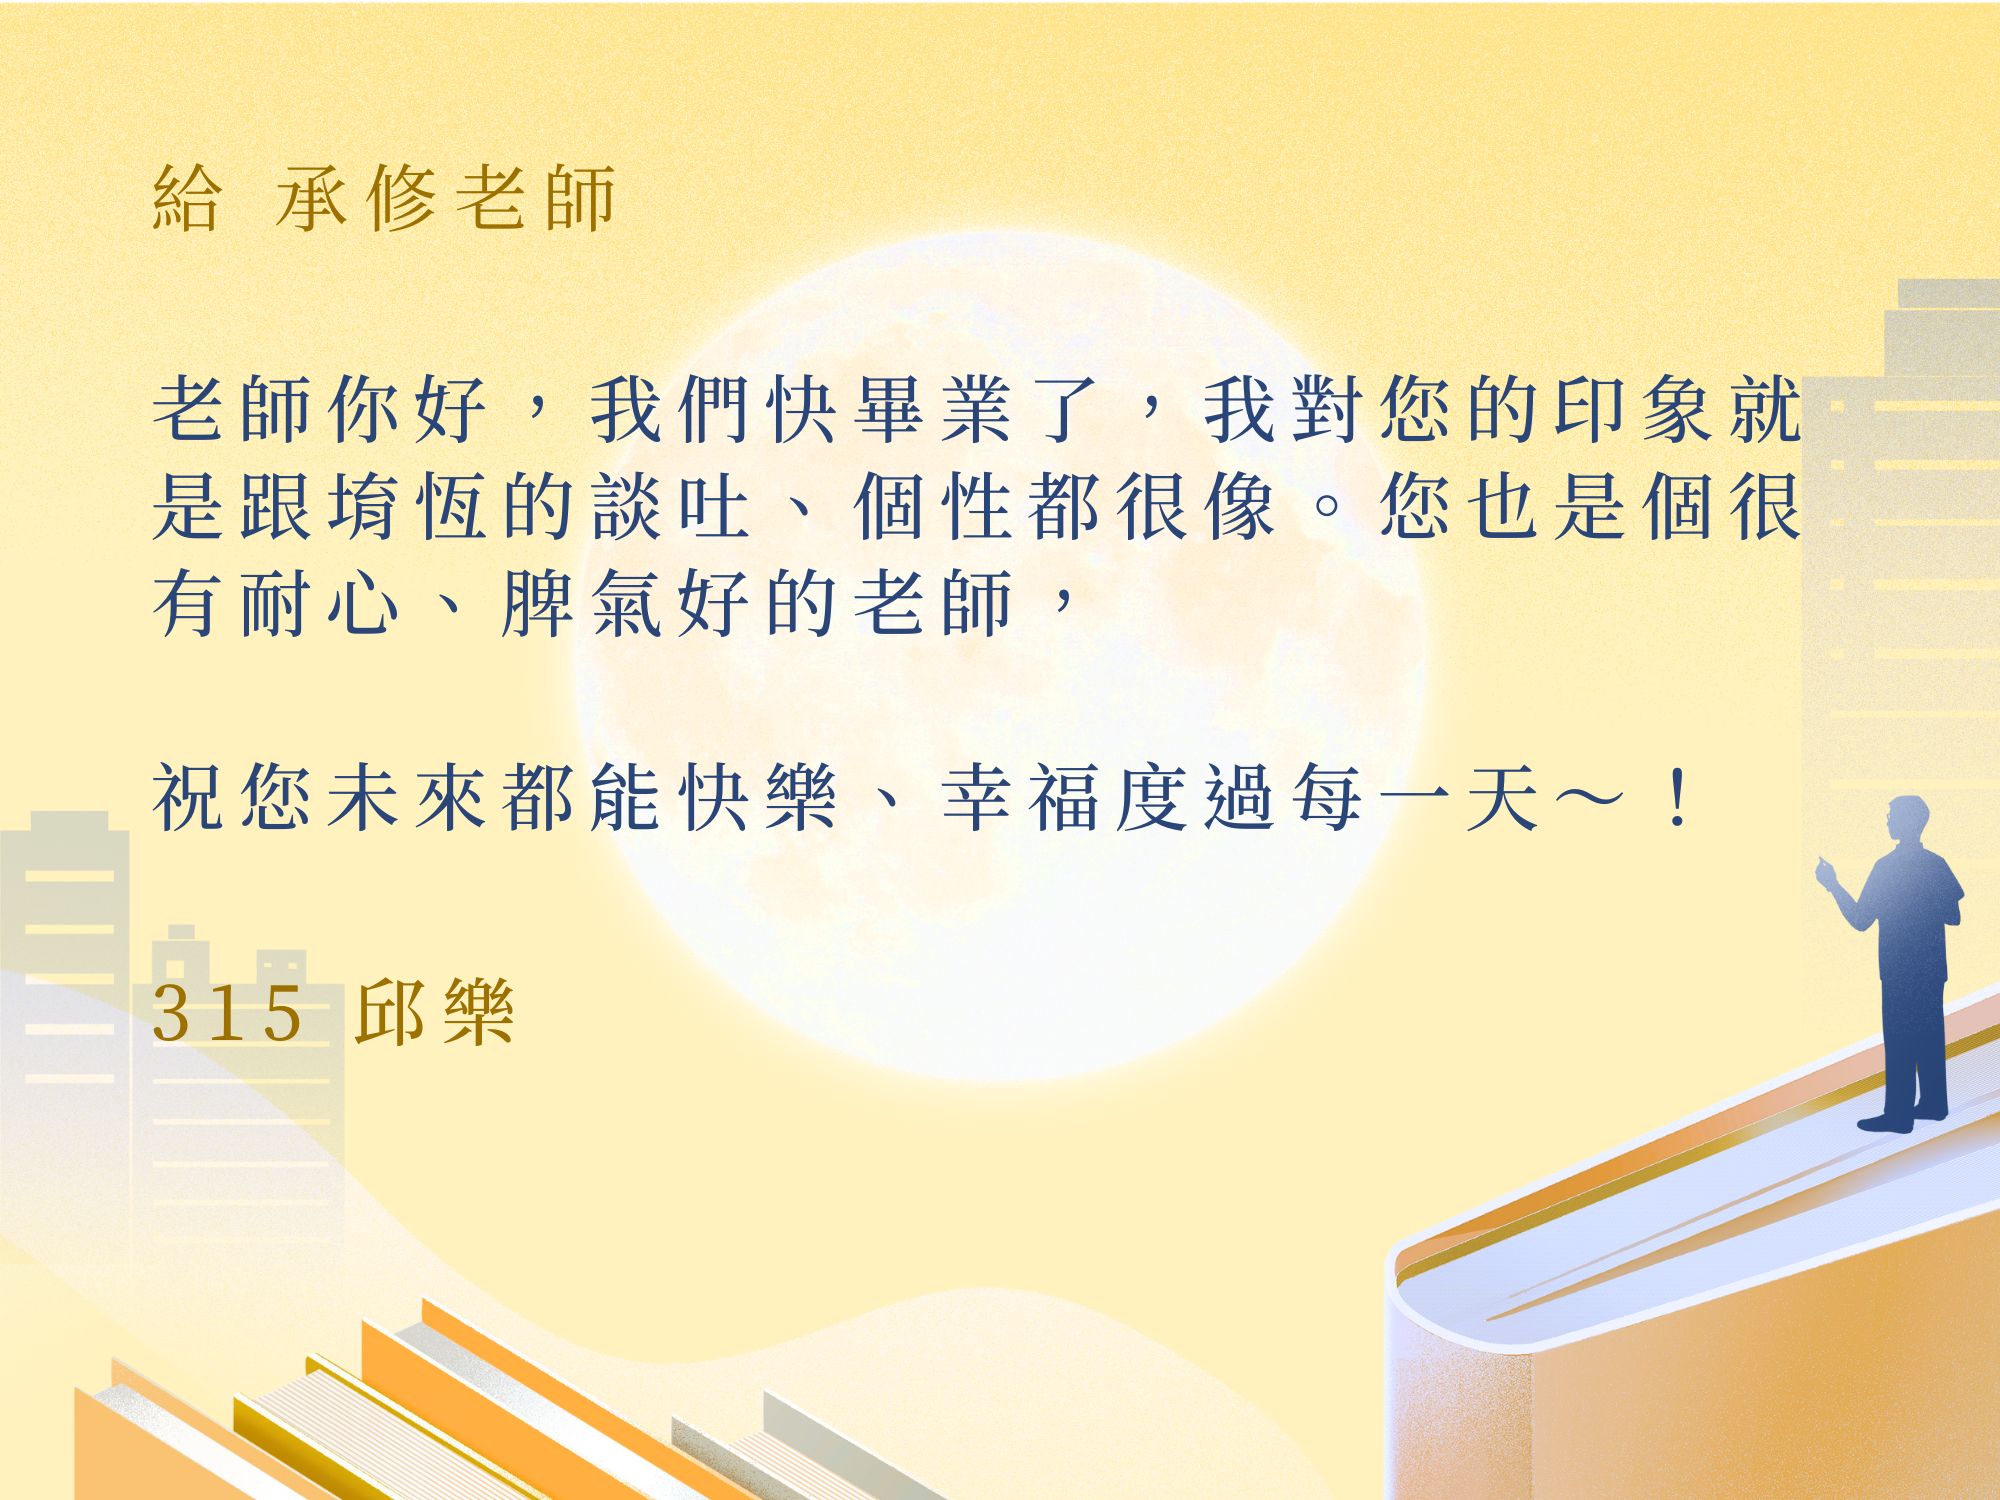 給 承修老師
老師你好，我們快畢業了，我對您的印象就
是跟堉恆的談吐、個性都很像。您也是個很
有耐心、脾氣好的老師，
祝您未來都能快樂、幸福度過每一天～！
315 邱樂